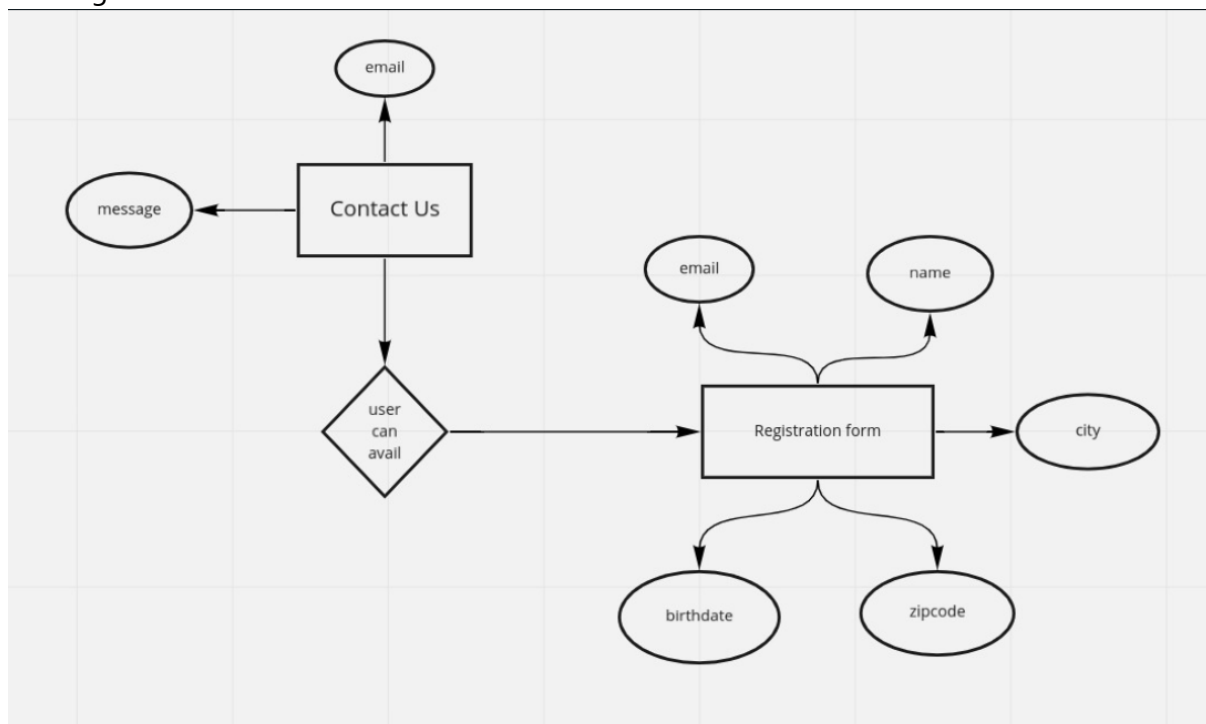 email
Contact Us
message
email
name
user
can
avail
Registration form
city
birthdate
zipcode